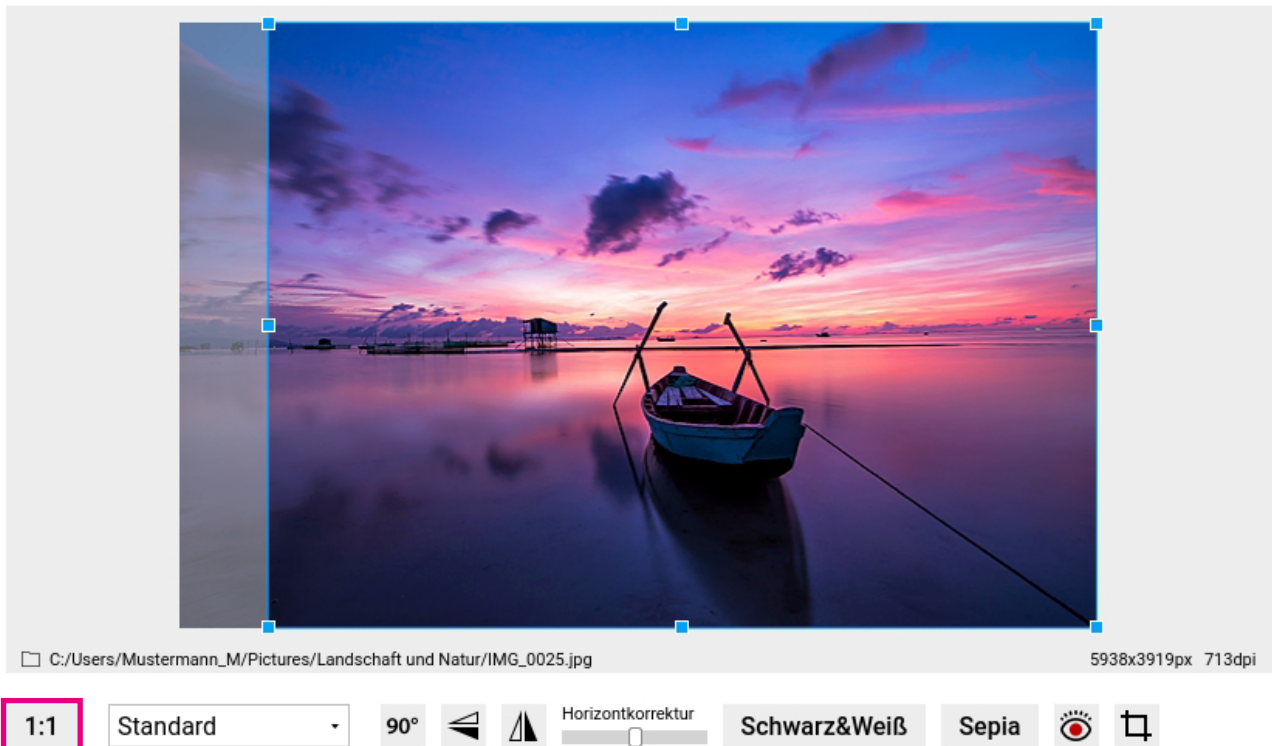 C:/Users/Mustermann_M/Pictures/Landschaft und Natur/IMG_0025.jpg
5938x3919px 713dpi
1:1
Standard
90°
Horizontkorrektur
Schwarz&Weiß
Sepia